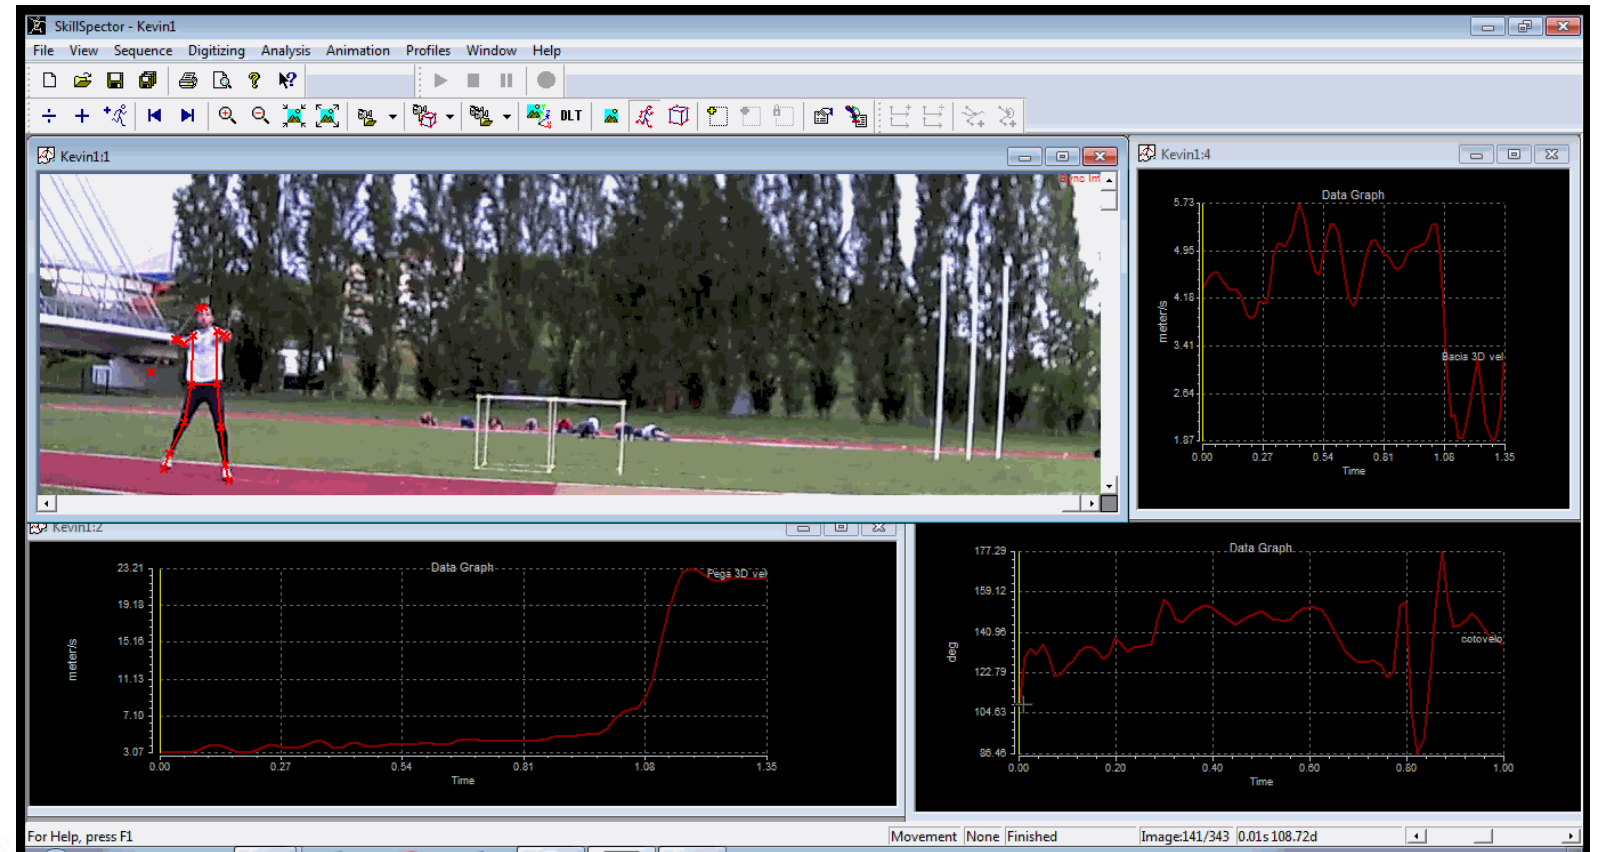 SkillSpector - Kevin1
File View Sequence Digitizing Analysis Animation Profiles Window Help
DLT
Kevin1:1
Sync Int
Kevin1:4
Data Graph
5.73
4.95
4.18
3.41
2.64
1.87
meter/s
Bacia 3D vel
0.00 0.27 0.54 0.81 1.08 1.35
Time
Kevin1:2
Data Graph
23.21
19.18
15.16
11.13
7.10
3.07
meter/s
Pega 3D vel
0.00 0.27 0.54 0.81 1.08 1.35
Time
Data Graph
177.29
159.12
140.96
122.79
104.63
86.46
deg
cotovelo
0.00 0.20 0.40 0.60 0.80 1.00
Time
For Help, press F1
Movement None Finished Image:141/343 0.01s 108.72d